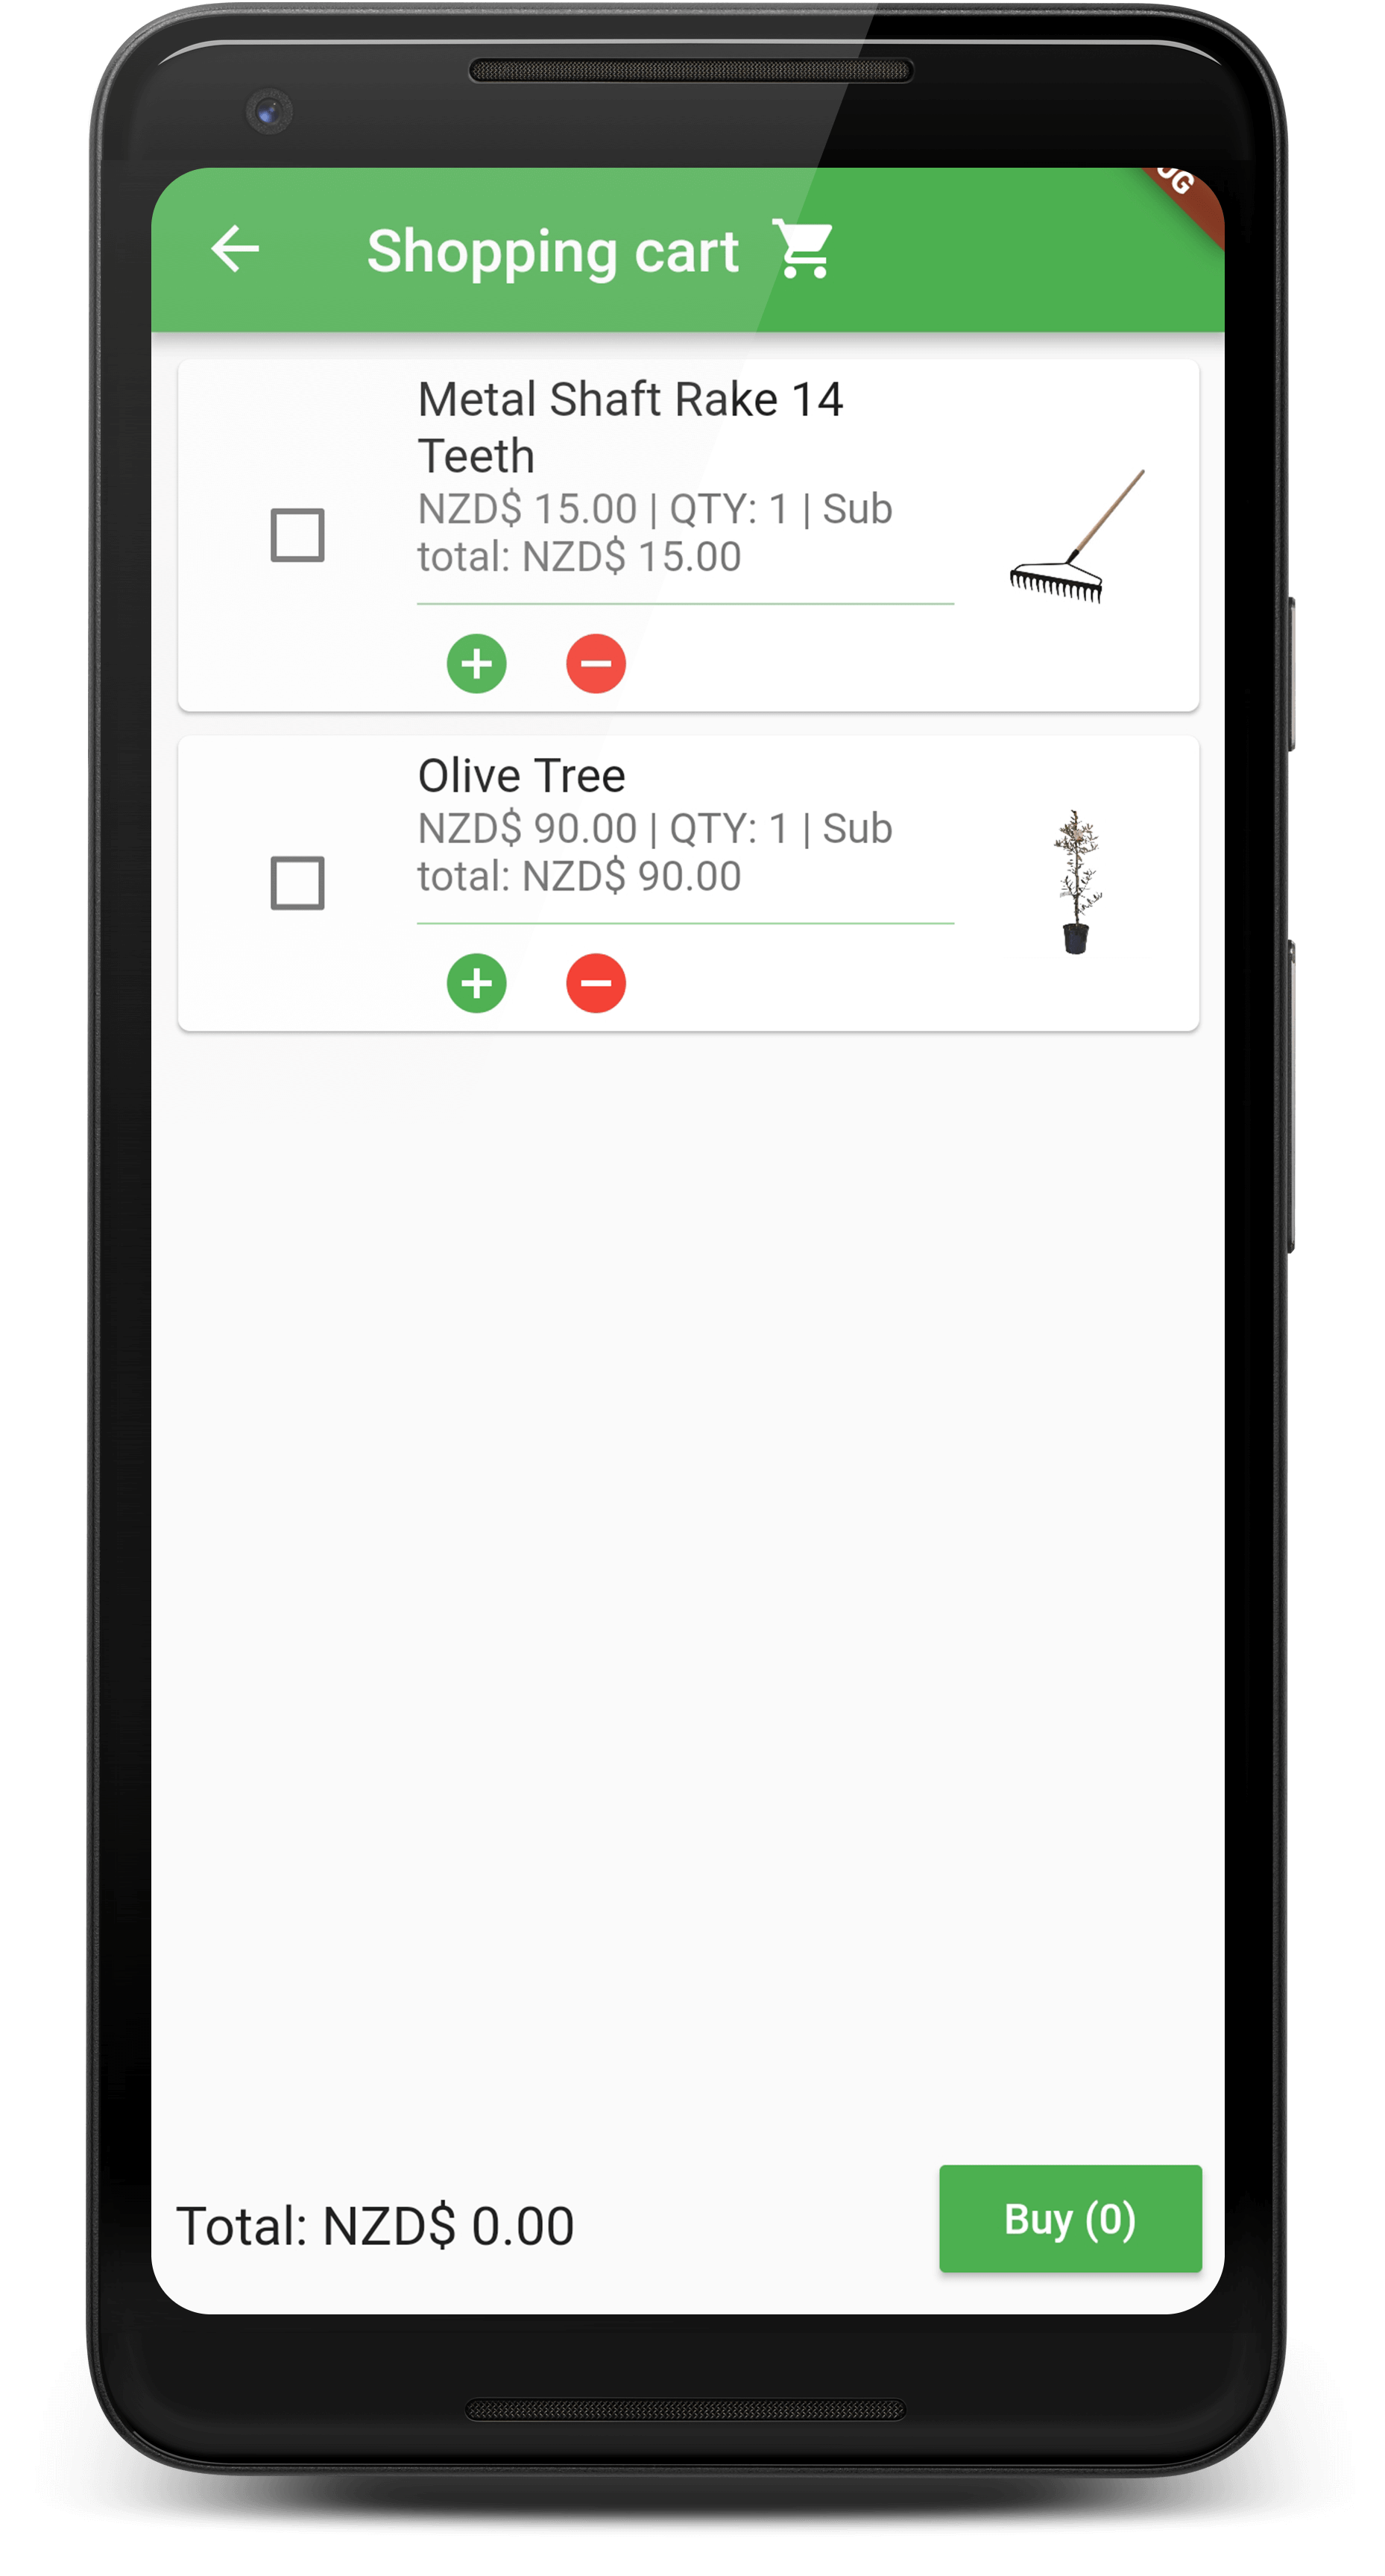 Shopping cart
Metal Shaft Rake 14
Teeth
NZD$ 15.00 | QTY: 1 | Sub
total: NZD$ 15.00
Olive Tree
NZD$ 90.00 | QTY: 1 | Sub
total: NZD$ 90.00
Total: NZD$ 0.00
Buy (0)